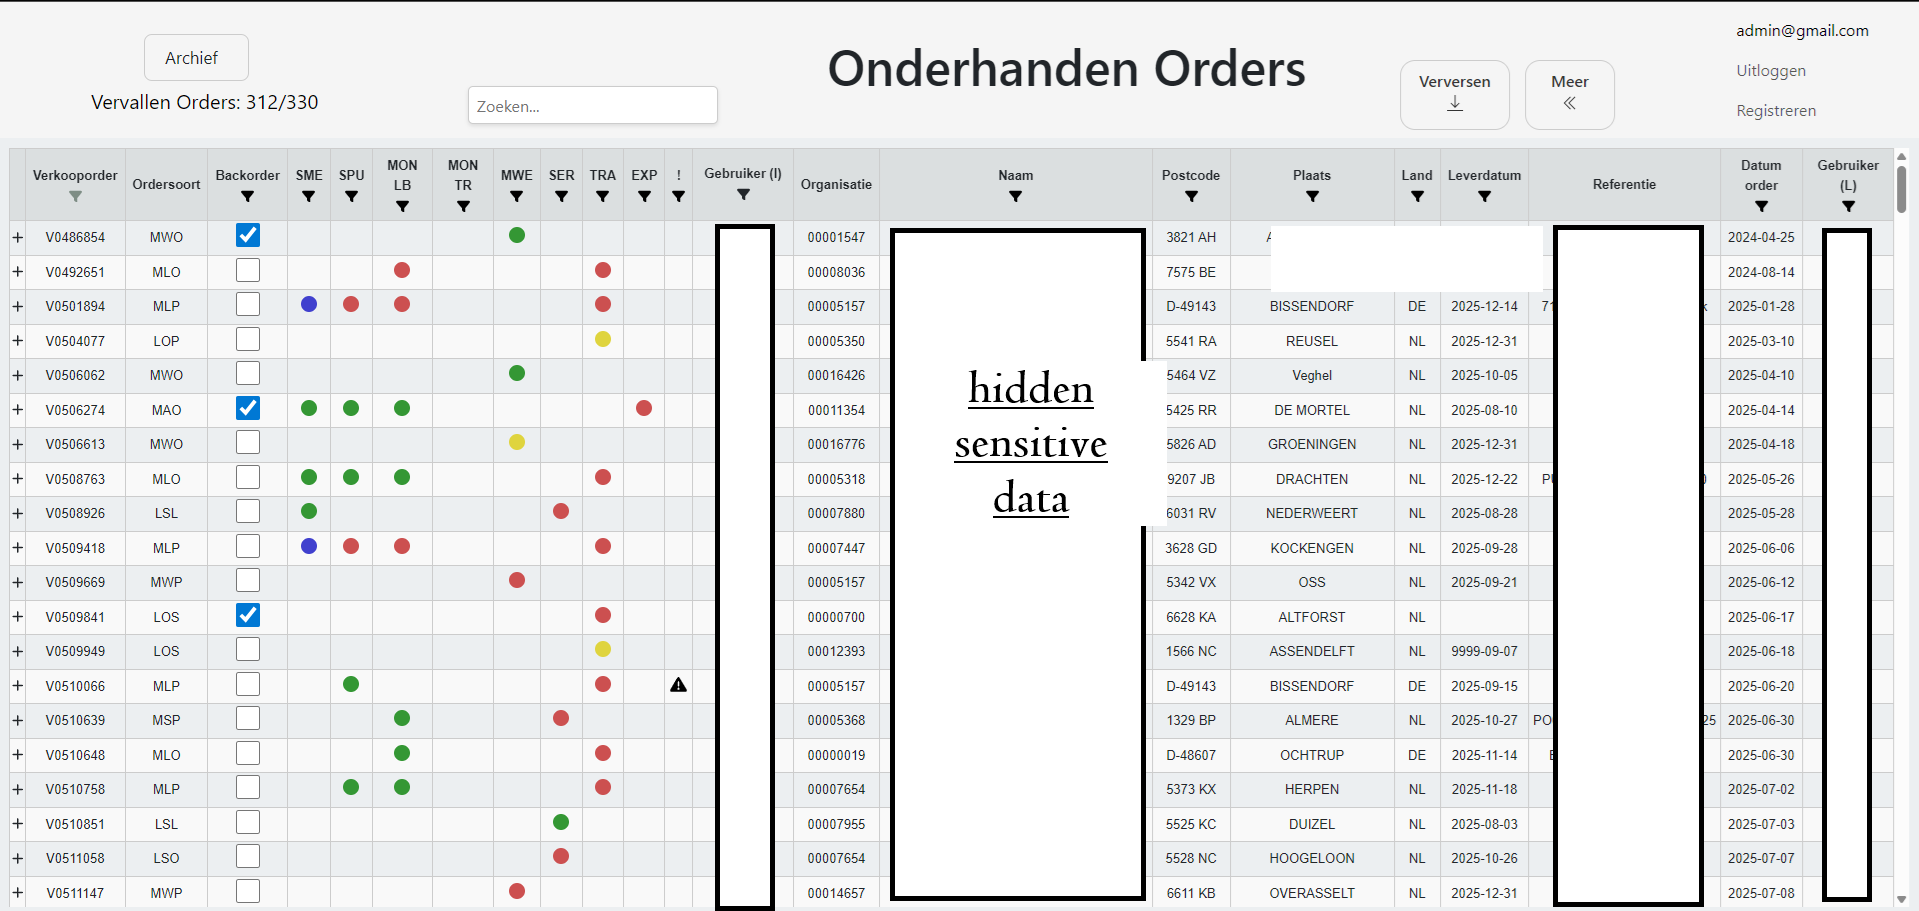 admin@gmail.com
Archief
Onderhanden Orders
Verversen
Meer
Uitloggen
Vervallen Orders: 312/330
Zoeken...
Registreren
Verkooporder Ordersoort Backorder SME SPU MON LB MON TR MWE SER TRA EXP ! Gebruiker (I) Organisatie Naam Postcode Plaats Land Leverdatum Referentie Datum order Gebruiker (L)
+ V0486854 MWO 00001547 3821 AH 2024-04-25
+ V0492651 MLO 00008036 7575 BE 2024-08-14
+ V0501894 MLP 00005157 D-49143 BISSENDORF DE 2025-12-14 71 k 2025-01-28
+ V0504077 LOP 00005350 5541 RA REUSEL NL 2025-12-31 2025-03-10
+ V0506062 MWO 00016426 5464 VZ Veghel NL 2025-10-05 2025-04-10
+ V0506274 MAO 00011354 5425 RR DE MORTEL NL 2025-08-10 2025-04-14
+ V0506613 MWO 00016776 5826 AD GROENINGEN NL 2025-12-31 2025-04-18
+ V0508763 MLO 00005318 9207 JB DRACHTEN NL 2025-12-22 2025-05-26
+ V0508926 LSL 00007880 6031 RV NEDERWEERT NL 2025-08-28 2025-05-28
+ V0509418 MLP 00007447 3628 GD KOCKENGEN NL 2025-09-28 2025-06-06
+ V0509669 MWP 00005157 5342 VX OSS NL 2025-09-21 2025-06-12
+ V0509841 LOS 00000700 6628 KA ALTFORST NL 2025-06-17
+ V0509949 LOS 00012393 1566 NC ASSENDELFT NL 9999-09-07 2025-06-18
+ V0510066 MLP 00005157 D-49143 BISSENDORF DE 2025-09-15 2025-06-20
+ V0510639 MSP 00005368 1329 BP ALMERE NL 2025-10-27 PO 25 2025-06-30
+ V0510648 MLO 00000019 D-48607 OCHTRUP DE 2025-11-14 2025-06-30
+ V0510758 MLP 00007654 5373 KX HERPEN NL 2025-11-18 2025-07-02
+ V0510851 LSL 00007955 5525 KC DUIZEL NL 2025-08-03 2025-07-03
+ V0511058 LSO 00007654 5528 NC HOOGELOON NL 2025-10-26 2025-07-07
+ V0511147 MWP 00014657 6611 KB OVERASSELT NL 2025-12-31 2025-07-08
hidden
sensitive
data